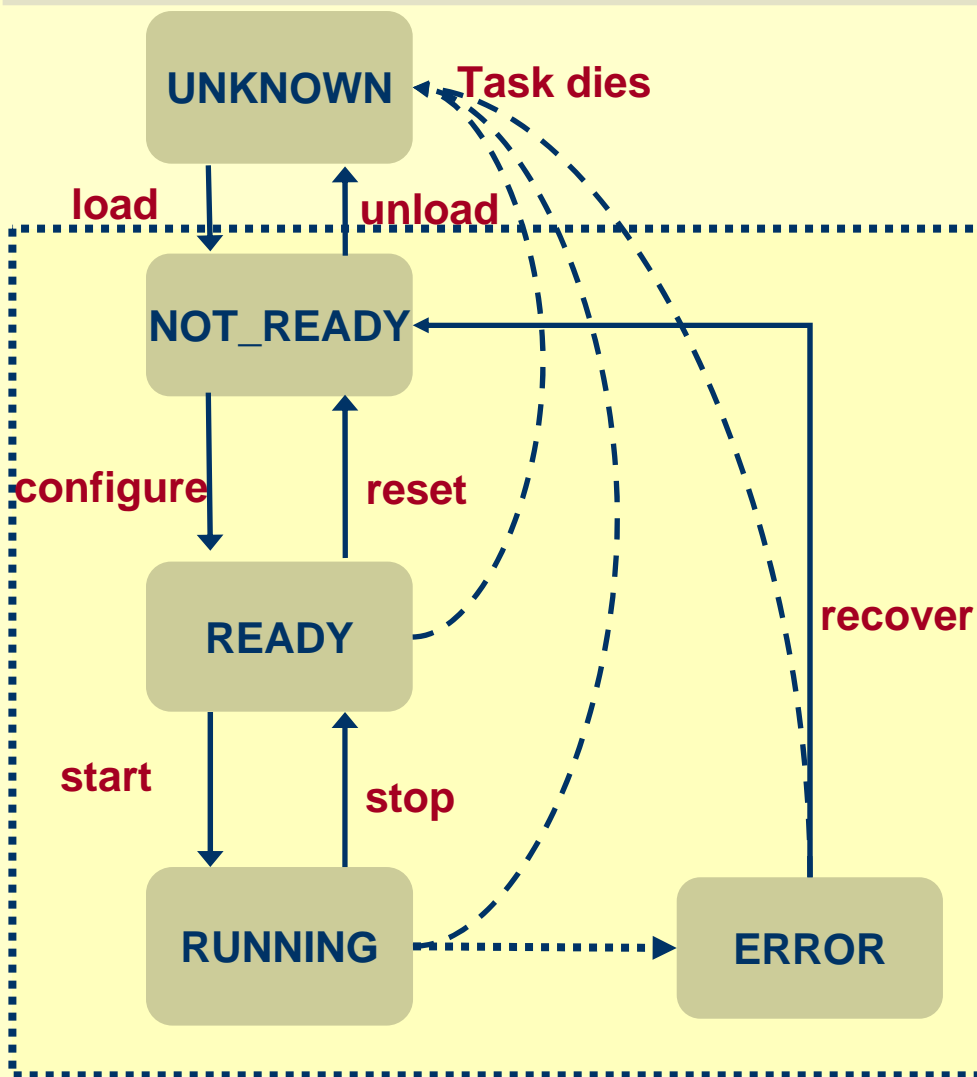 UNKNOWN
Task dies
load
unload
NOT_READY
configure
reset
READY
recover
start
stop
RUNNING
ERROR